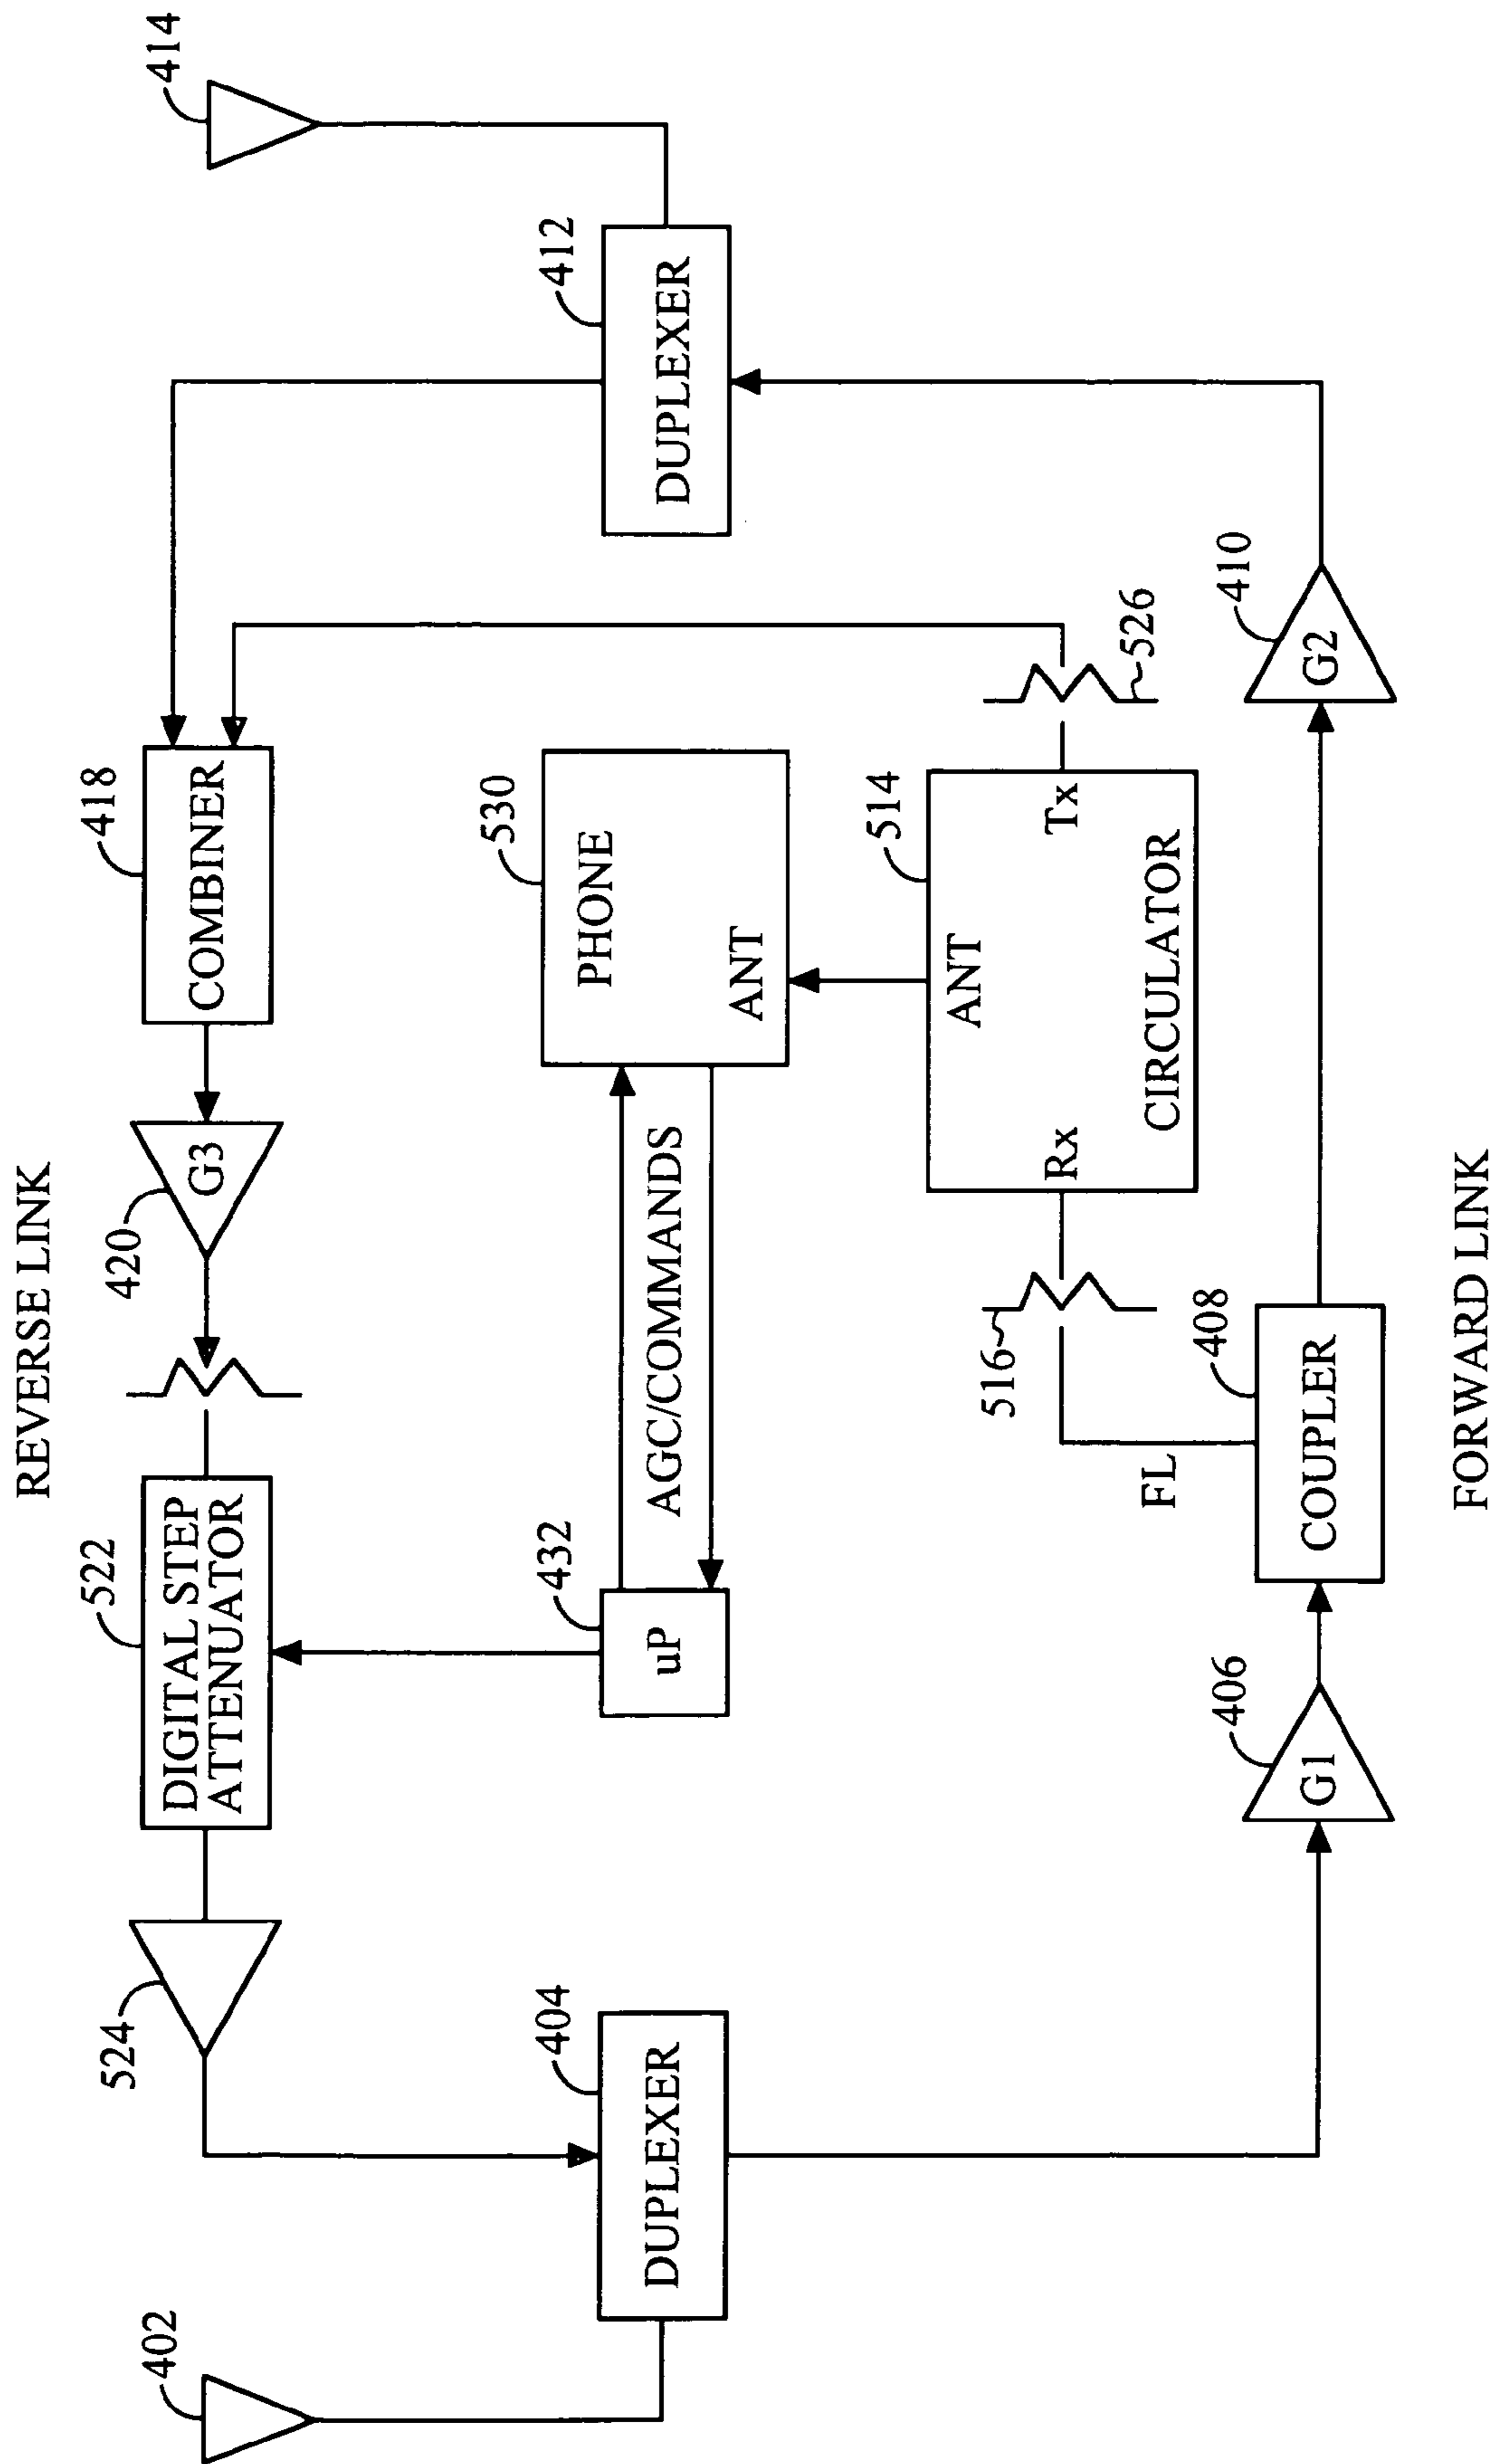 REVERSE LINK
402
524
522
420
418
414
DIGITAL STEP
ATTENUATOR
G3
COMBINER
404
DUPLEXER
432
uP
AGC/COMMANDS
530
PHONE
ANT
412
DUPLEXER
516
514
ANT
Rx
Tx
CIRCULATOR
526
FL
406
G1
408
COUPLER
410
G2
FORWARD LINK